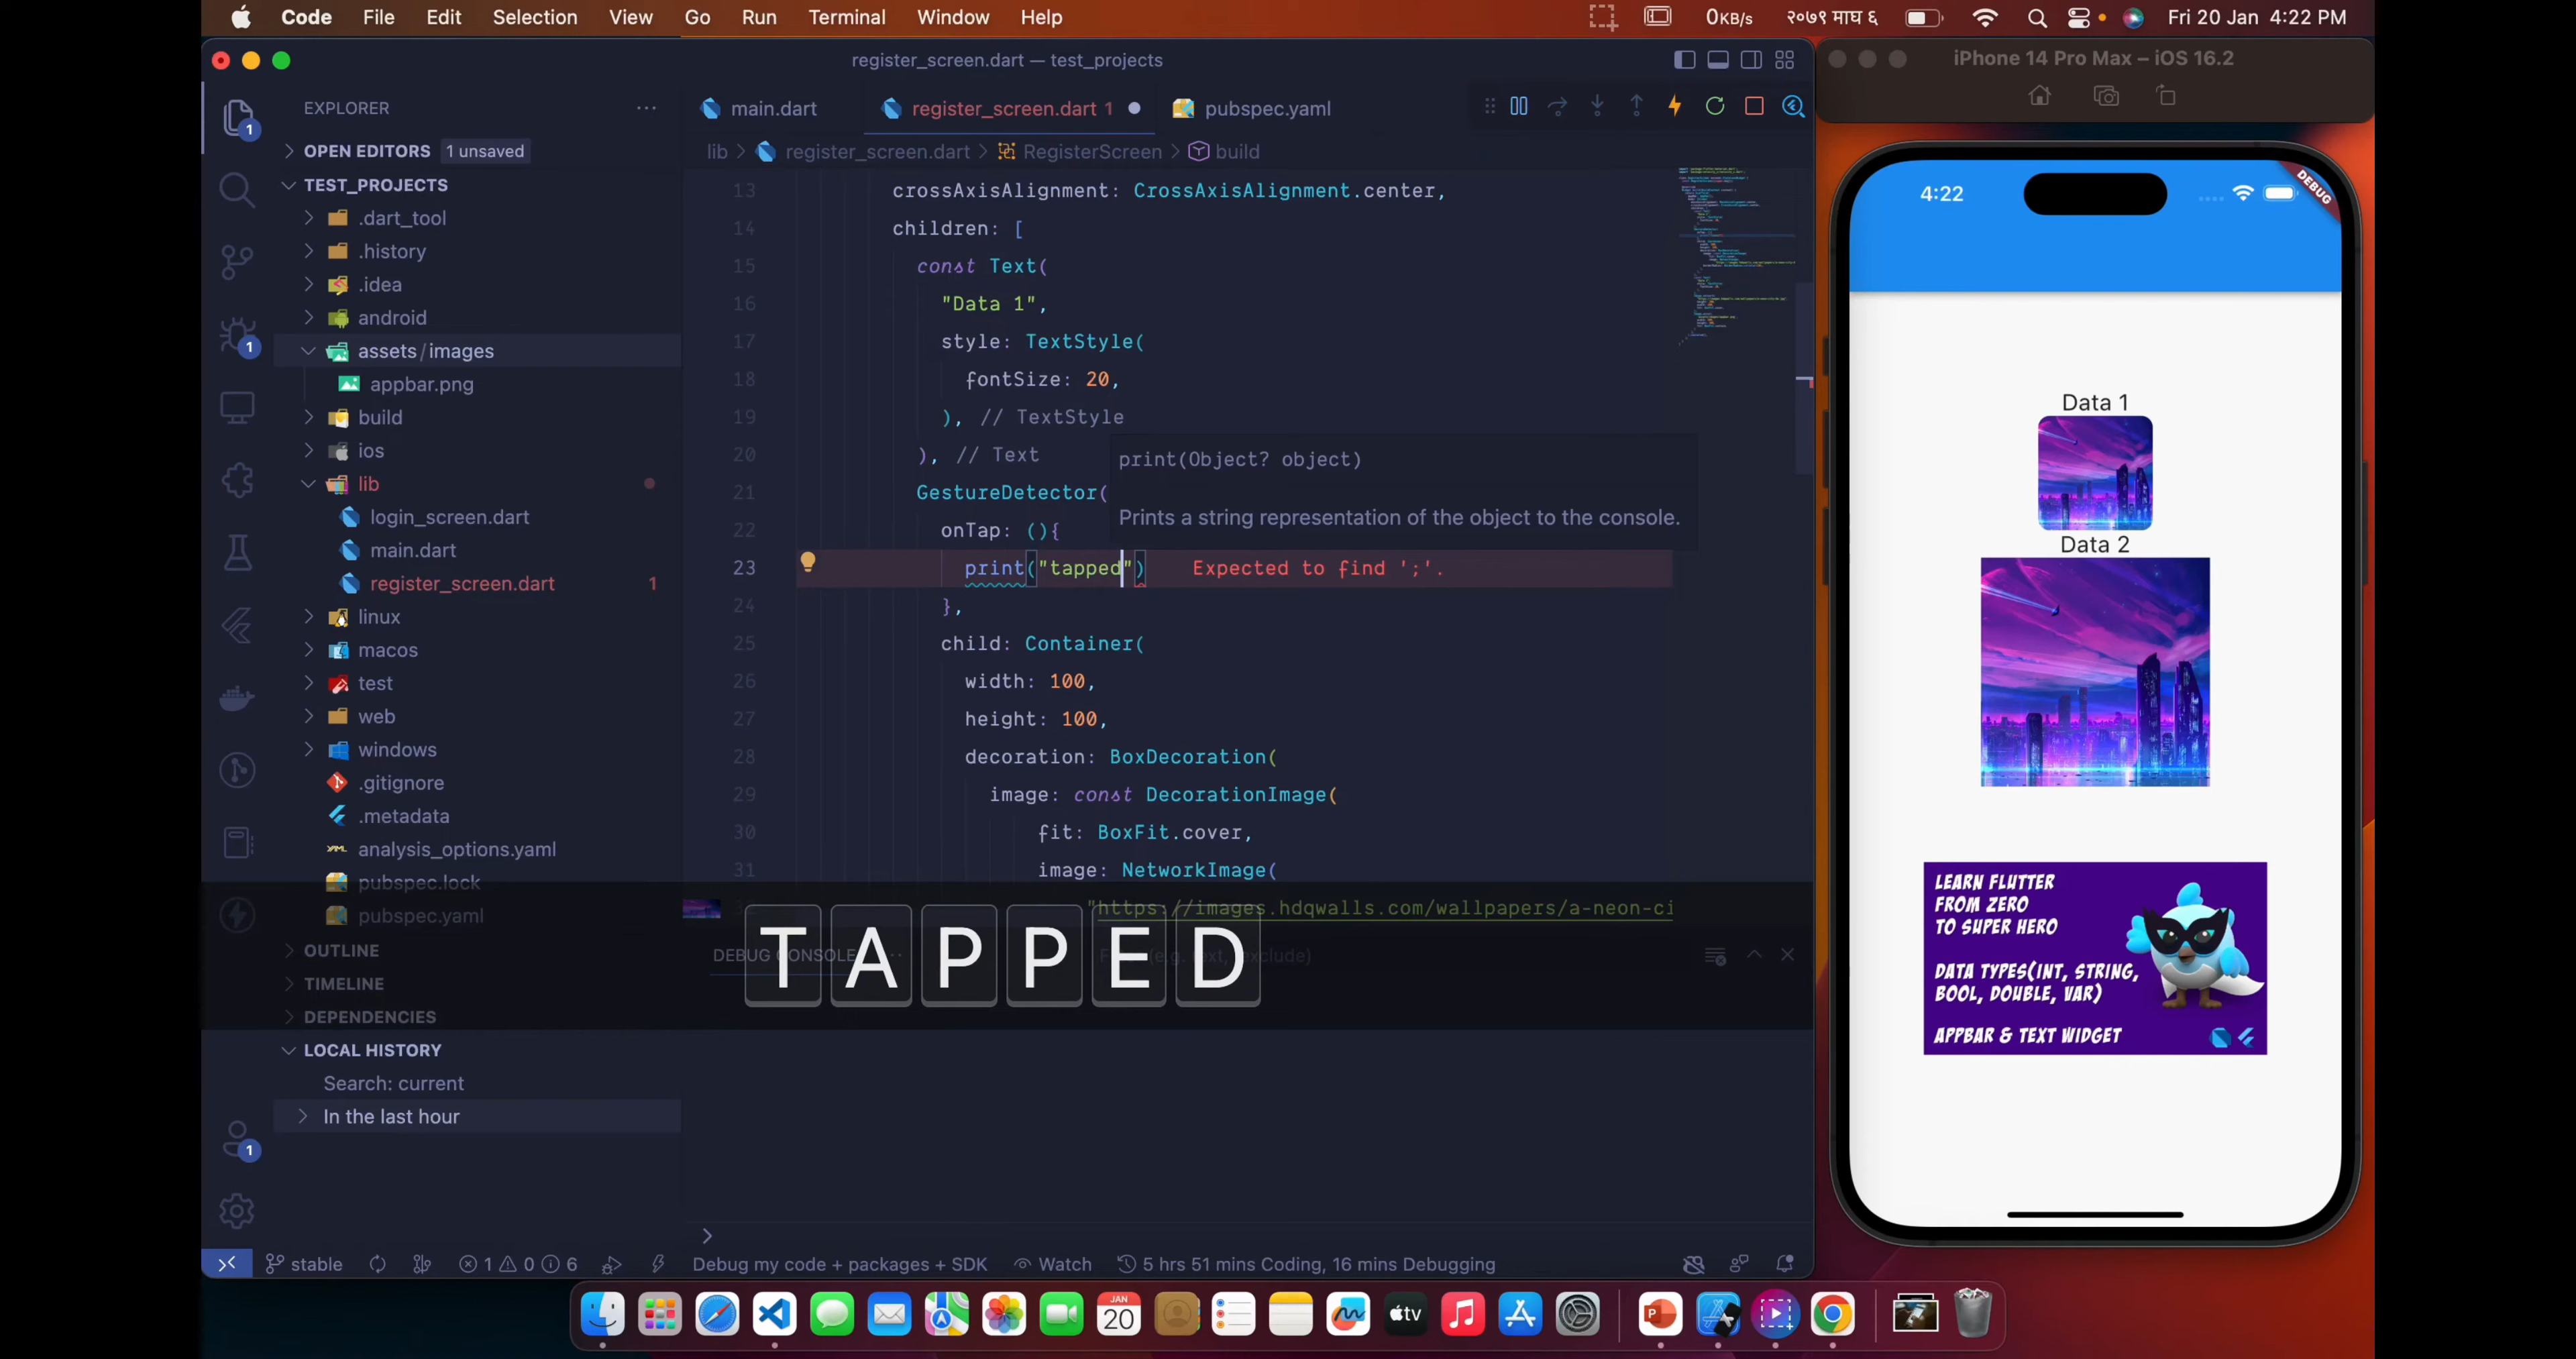 Code File Edit Selection View Go Run Terminal Window Help 0KB/s २०७९ माघ ६ Fri 20 Jan 4:22 PM
register_screen.dart — test_projects
iPhone 14 Pro Max – iOS 16.2
EXPLORER
main.dart register_screen.dart 1 pubspec.yaml
OPEN EDITORS 1 unsaved
lib > register_screen.dart > RegisterScreen > build
TEST_PROJECTS
.dart_tool
.history
.idea
android
assets/images
appbar.png
build
ios
lib
login_screen.dart
main.dart
register_screen.dart 1
linux
macos
test
web
windows
.gitignore
.metadata
analysis_options.yaml
pubspec.lock
pubspec.yaml
OUTLINE
TIMELINE
DEPENDENCIES
LOCAL HISTORY
Search: current
In the last hour
1
1
1
13 crossAxisAlignment: CrossAxisAlignment.center,
14 children: [
15 const Text(
16 "Data 1",
17 style: TextStyle(
18 fontSize: 20,
19 ), // TextStyle
20 ), // Text
21 GestureDetector(
22 onTap: (){
23 print("tapped") Expected to find ';'.
24 },
25 child: Container(
26 width: 100,
27 height: 100,
28 decoration: BoxDecoration(
29 image: const DecorationImage(
30 fit: BoxFit.cover,
31 image: NetworkImage(
32 "https://images.hdqwalls.com/wallpapers/a-neon-ci
print(Object? object)
Prints a string representation of the object to the console.
DEBUG CONSOLE
TAPPED
stable 1 0 6 Debug my code + packages + SDK Watch 5 hrs 51 mins Coding, 16 mins Debugging
4:22
DEBUG
Data 1
Data 2
LEARN FLUTTER
FROM ZERO
TO SUPER HERO
DATA TYPES(INT, STRING,
BOOL, DOUBLE, VAR)
APPBAR & TEXT WIDGET
JAN
20
tv